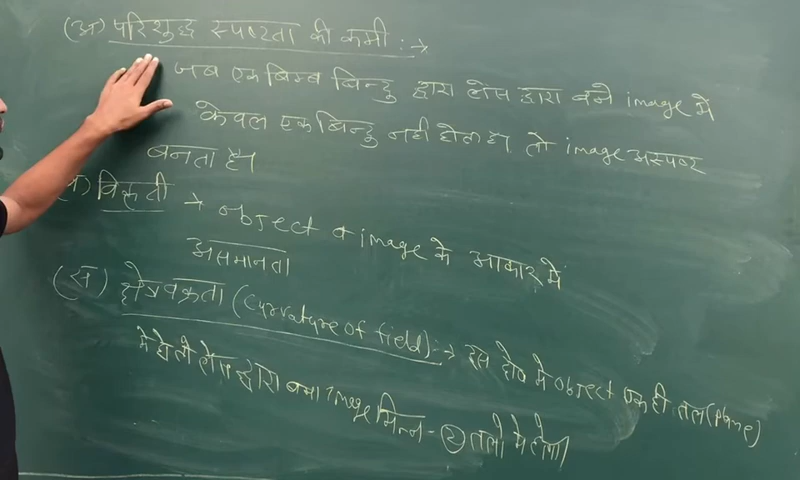 (अ) परिशुद्ध स्पष्टता की कमी :→
जब एक बिम्ब बिन्दु द्वारा लेंस द्वारा बने image मे
केवल एक बिन्दु नही होता है। तो image अस्पष्ट
बनता है।
(ब) विकृती → object व image के आकार में
असमानता
(स) क्षेत्रवक्रता (curvature of field) :→ इस दोष मे object एक ही तल (plane)
मे हो तो लेंस द्वारा बना image भिन्न-② तलो मे होगा